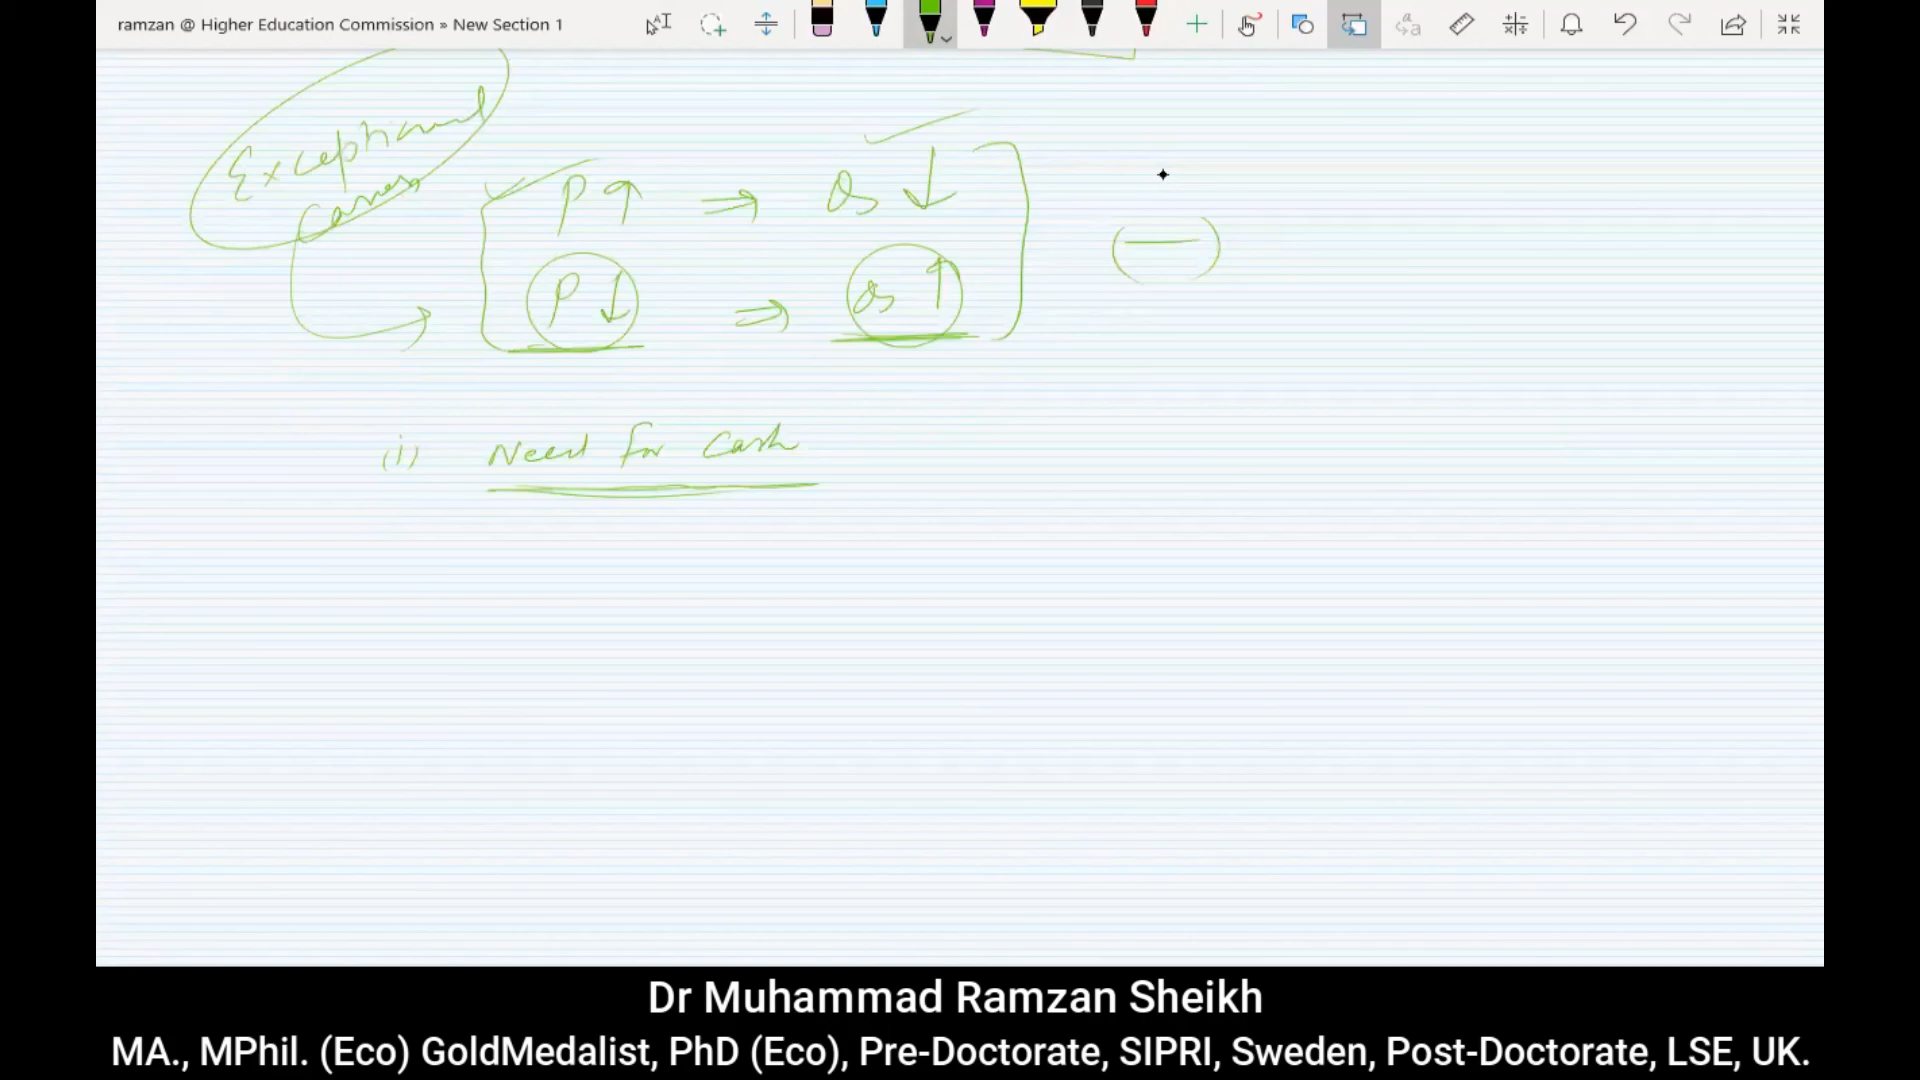 ramzan @ Higher Education Commission » New Section 1
Exceptional
cases
P↑ ⇒ Qs ↓
P ↓ ⇒ Qs ↑
(—)
(i) Need for Cash
Dr Muhammad Ramzan Sheikh
MA., MPhil. (Eco) GoldMedalist, PhD (Eco), Pre-Doctorate, SIPRI, Sweden, Post-Doctorate, LSE, UK.